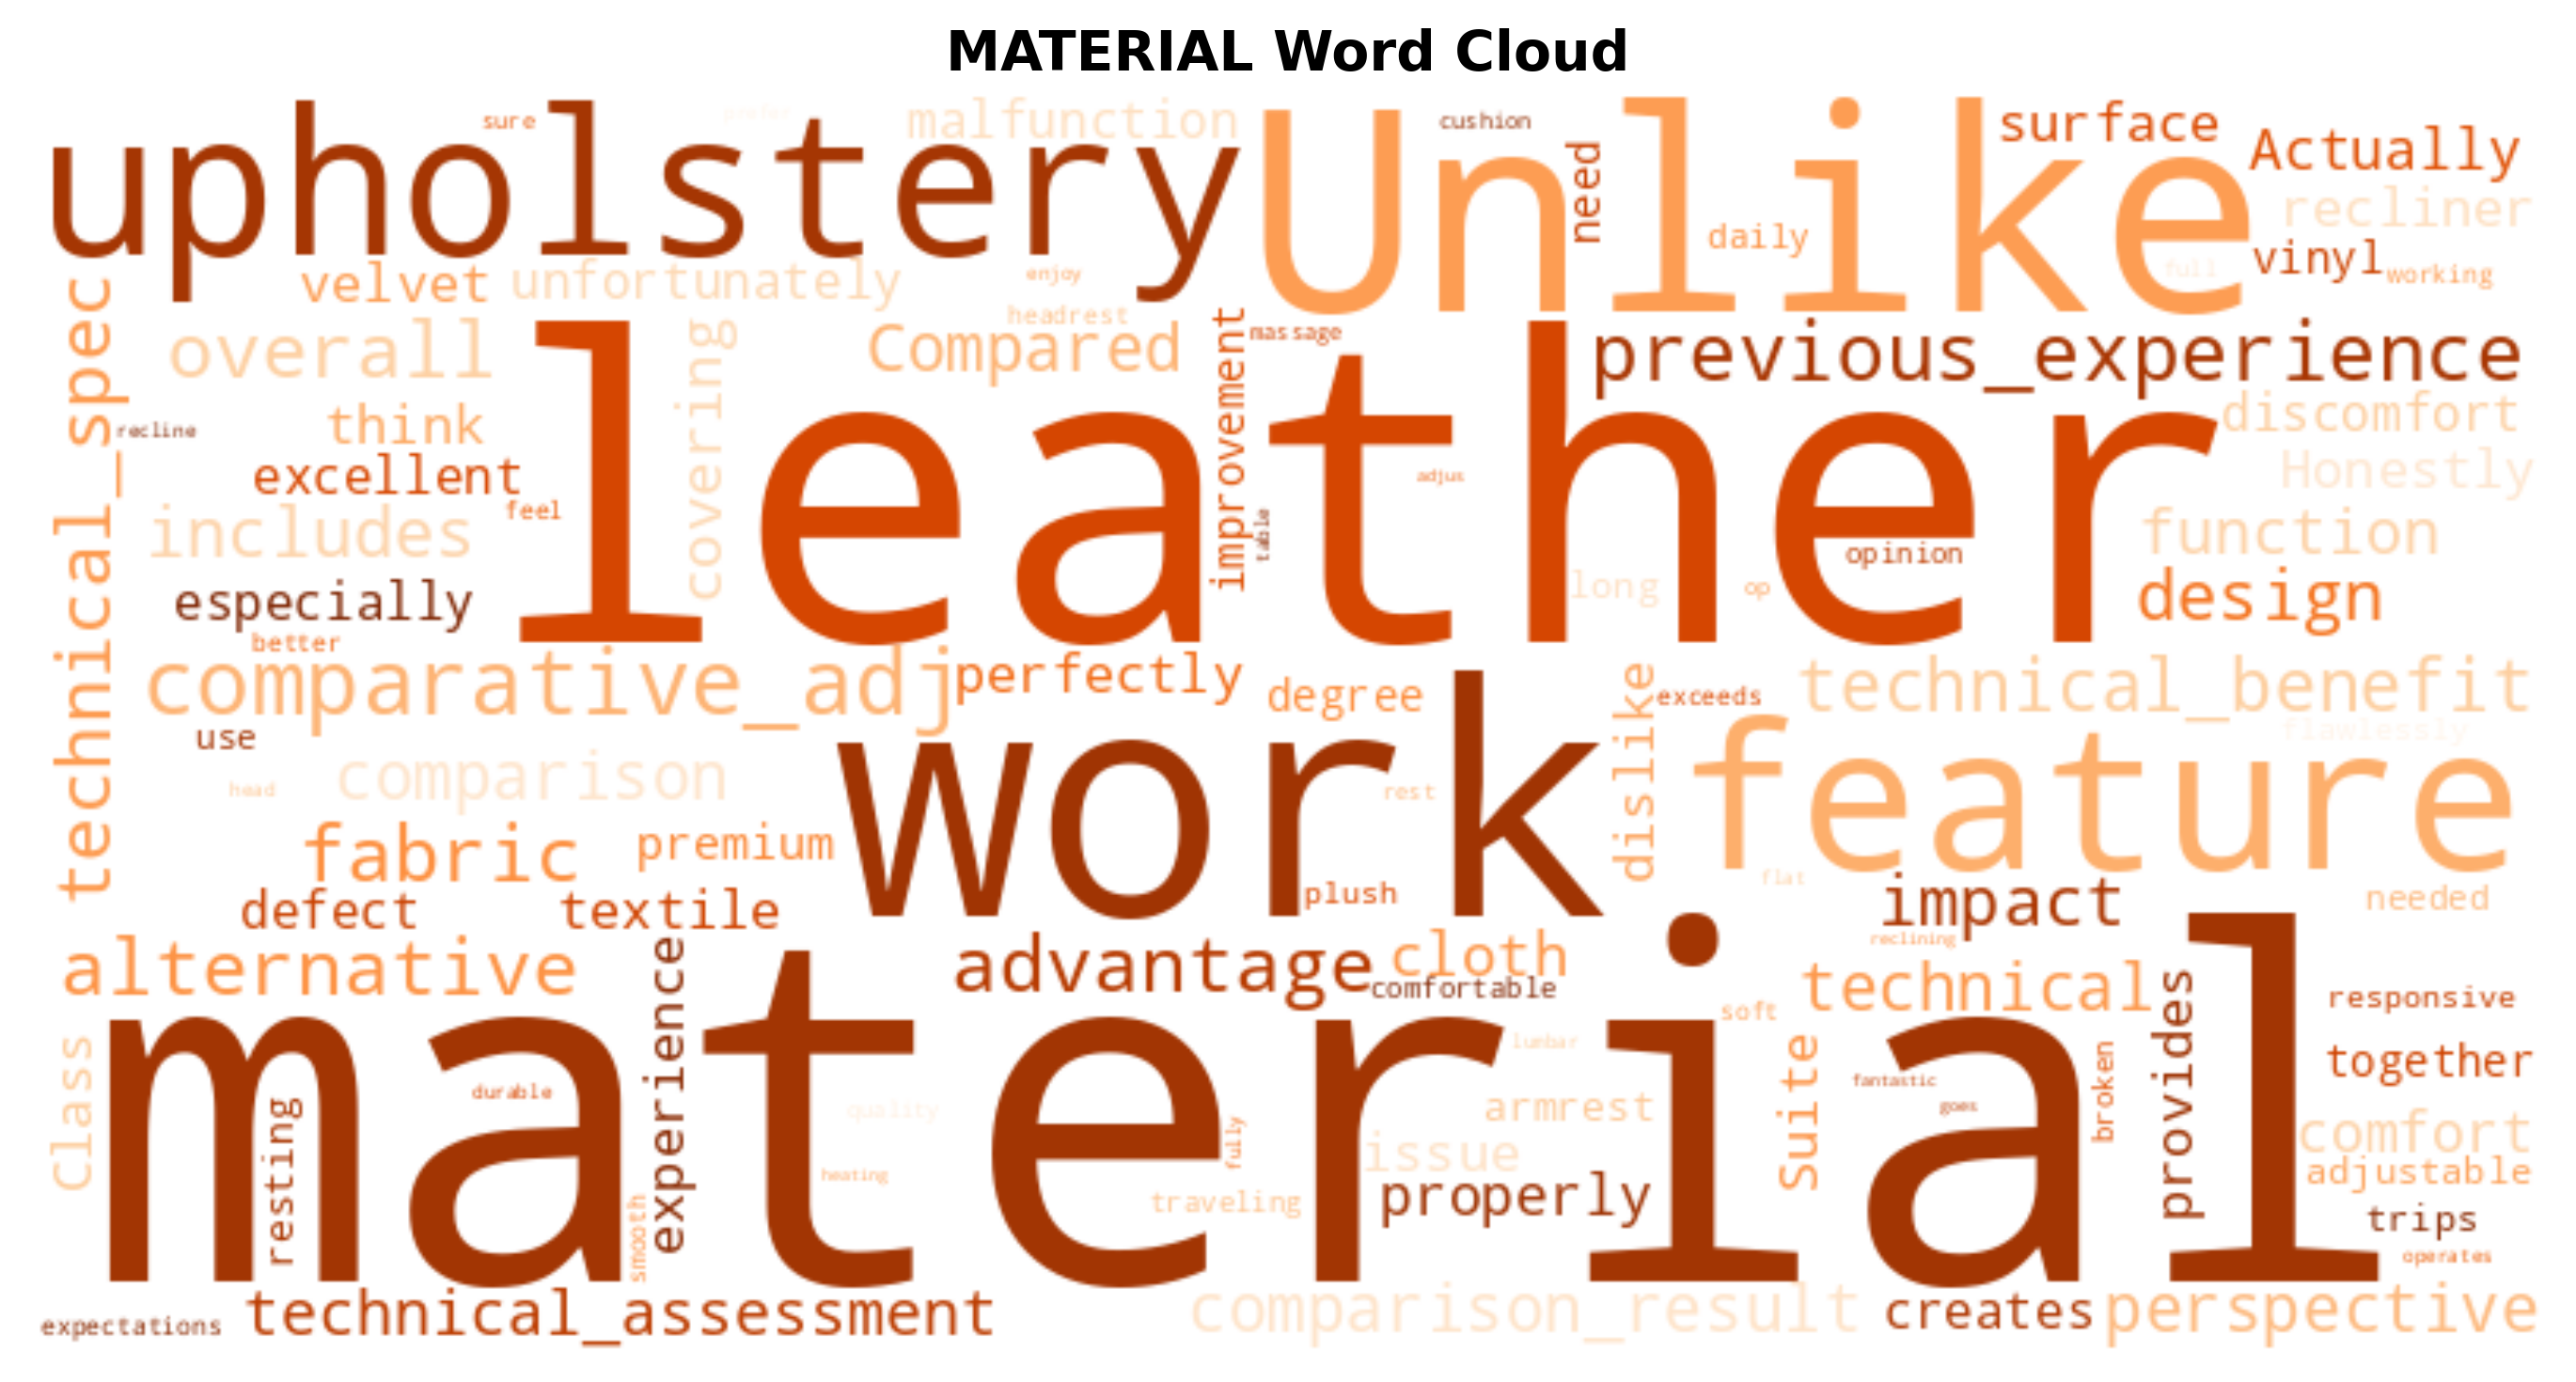 MATERIAL Word Cloud
upholstery
sure
prefer
malfunction
Unlike
cushion
need
daily
surface
Actually
recliner
vinyl
full
working
velvet
unfortunately
enjoy
headrest
technical_spec
overall
covering
Compared
improvement
massage
previous_experience
discomfort
Honestly
recline
think
excellent
feel
leather
adjus
table
includes
opinion
long
op
function
design
especially
better
comparative_adj
perfectly
degree
dislike
exceeds
technical_benefit
flawlessly
use
head
comparison
work
rest
feature
fabric
premium
plush
flat
impact
needed
defect
textile
reclining
alternative
experience
advantage
cloth
comfortable
technical
soft
provides
responsive
together
class
material
resting
durable
smooth
quality
heating
fully
lumbar
armrest
issue
traveling
properly
Suite
fantastic
goes
broken
comfort
adjustable
trips
operates
expectations
technical_assessment
comparison_result
creates
perspective